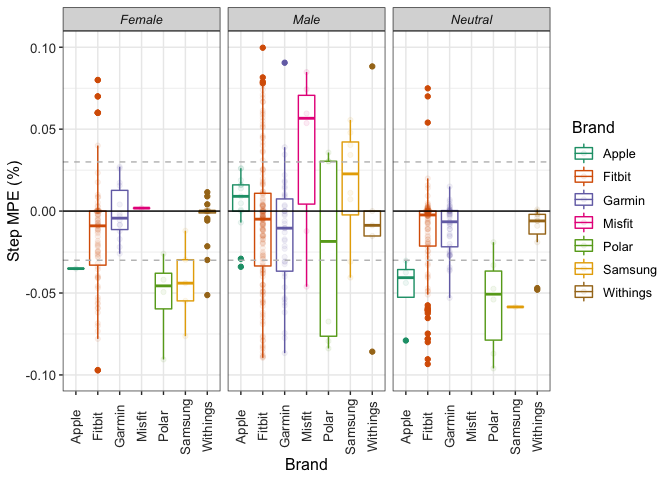 Female Male Neutral
0.10
0.05
0.00
-0.05
-0.10
Step MPE (%)
Apple Fitbit Garmin Misfit Polar Samsung Withings
Apple Fitbit Garmin Misfit Polar Samsung Withings
Apple Fitbit Garmin Misfit Polar Samsung Withings
Brand
Brand
Apple
Fitbit
Garmin
Misfit
Polar
Samsung
Withings